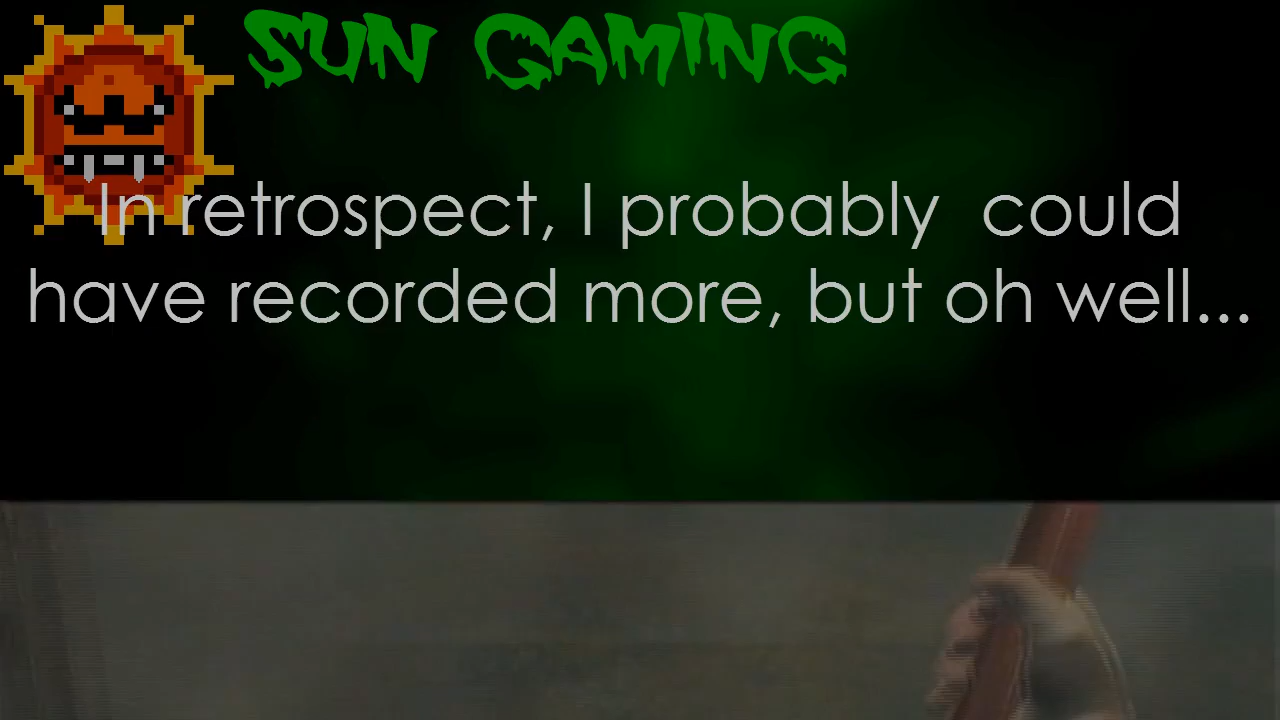 SUN GAMING
In retrospect, I probably  could
have recorded more, but oh well...